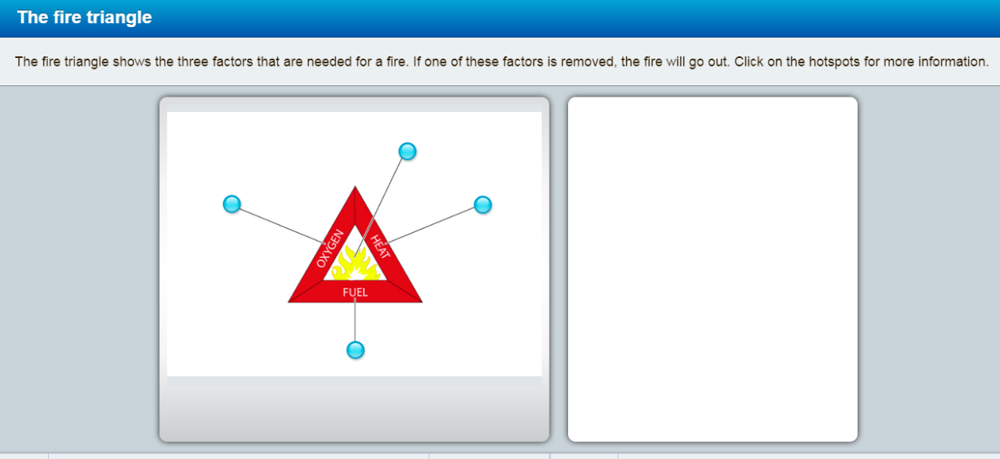 The fire triangle
The fire triangle shows the three factors that are needed for a fire. If one of these factors is removed, the fire will go out. Click on the hotspots for more information.
OXYGEN
HEAT
FUEL